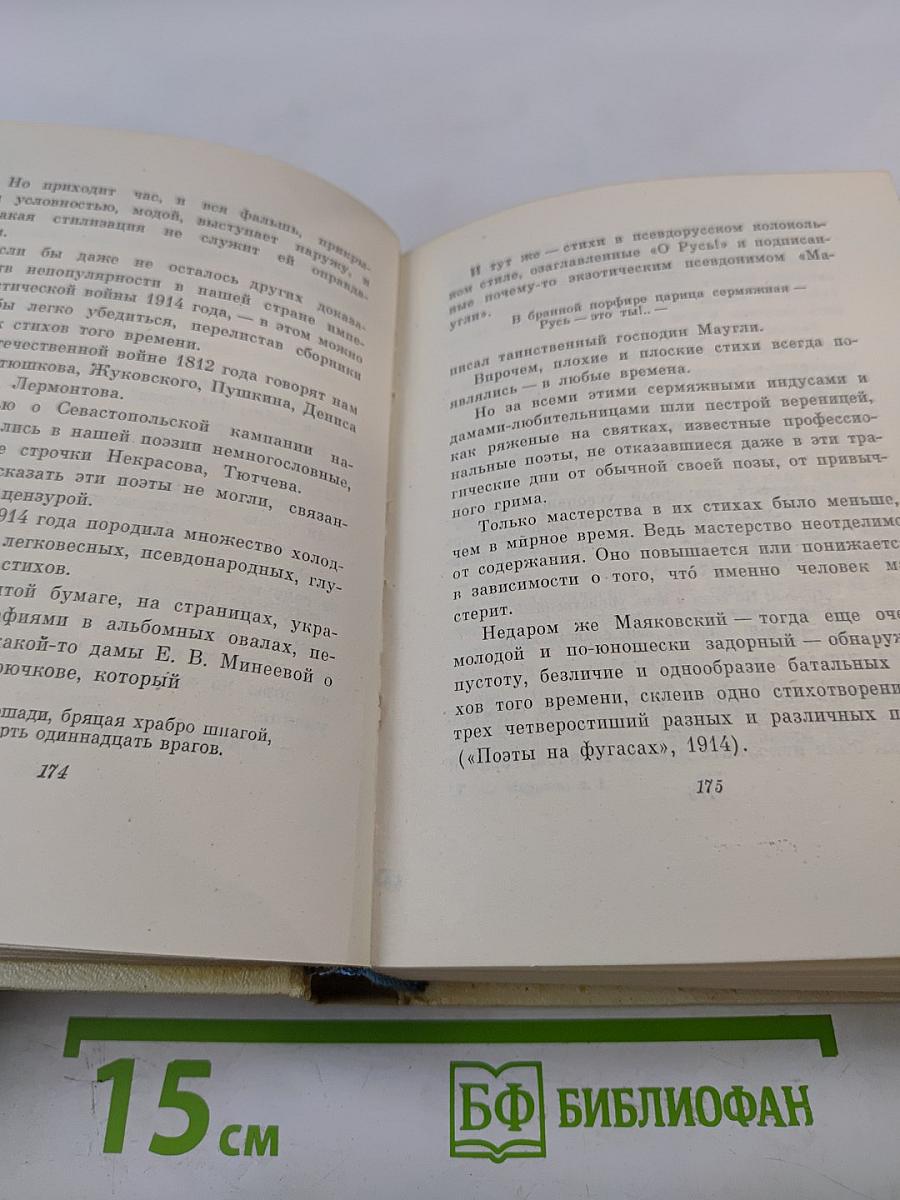 Но приходит час, и вся фальшь, прикры-
условностью, модой, выступает наружу, и
акая стилизация не служит ей оправда-
и.
сли бы даже не осталось других доказа-
тв непопулярности в нашей стране импе-
стической войны 1914 года, — в этом можно
бы легко убедиться, перелистав сборники
х стихов того времени.
течественной войне 1812 года говорят нам
тюшкова, Жуковского, Пушкина, Дениса
Лермонтова.
ью о Севастопольской кампании на-
лись в нашей поэзии немногословные,
е строчки Некрасова, Тютчева.
сказать эти поэты не могли, связан-
цензурой.
914 года породила множество холод-
легковесных, псевдонародных, глу-
стихов.
той бумаге, на страницах, укра-
афиями в альбомных овалах, пе-
какой-то дамы Е. В. Минеевой о
рючкове, который
ошади, бряцая храбро шпагой,
рть одиннадцать врагов.
174
И тут же — стихи в псевдорусском колоколь-
ном стиле, озаглавленные «О Русь!» и подписан-
ные почему-то экзотическим псевдонимом «Ма-
угли».
В бранной порфире царица сермяжная —
Русь — это ты!.. —
писал таинственный господин Маугли.
Впрочем, плохие и плоские стихи всегда по-
являлись — в любые времена.
Но за всеми этими сермяжными индусами и
дамами-любительницами шли пестрой вереницей,
как ряженые на святках, известные профессио-
нальные поэты, не отказавшиеся даже в эти тра-
гические дни от обычной своей позы, от привыч-
ного грима.
Только мастерства в их стихах было меньше,
чем в мирное время. Ведь мастерство неотделимо
от содержания. Оно повышается или понижается
в зависимости о того, что́ именно человек ма
стерит.
Недаром же Маяковский — тогда еще оче
молодой и по-юношески задорный — обнаруж
пустоту, безличие и однообразие батальных
хов того времени, склеив одно стихотворени
трех четверостиший разных и различных п
(«Поэты на фугасах», 1914).
175
15 см
БФ БИБЛИОФАН